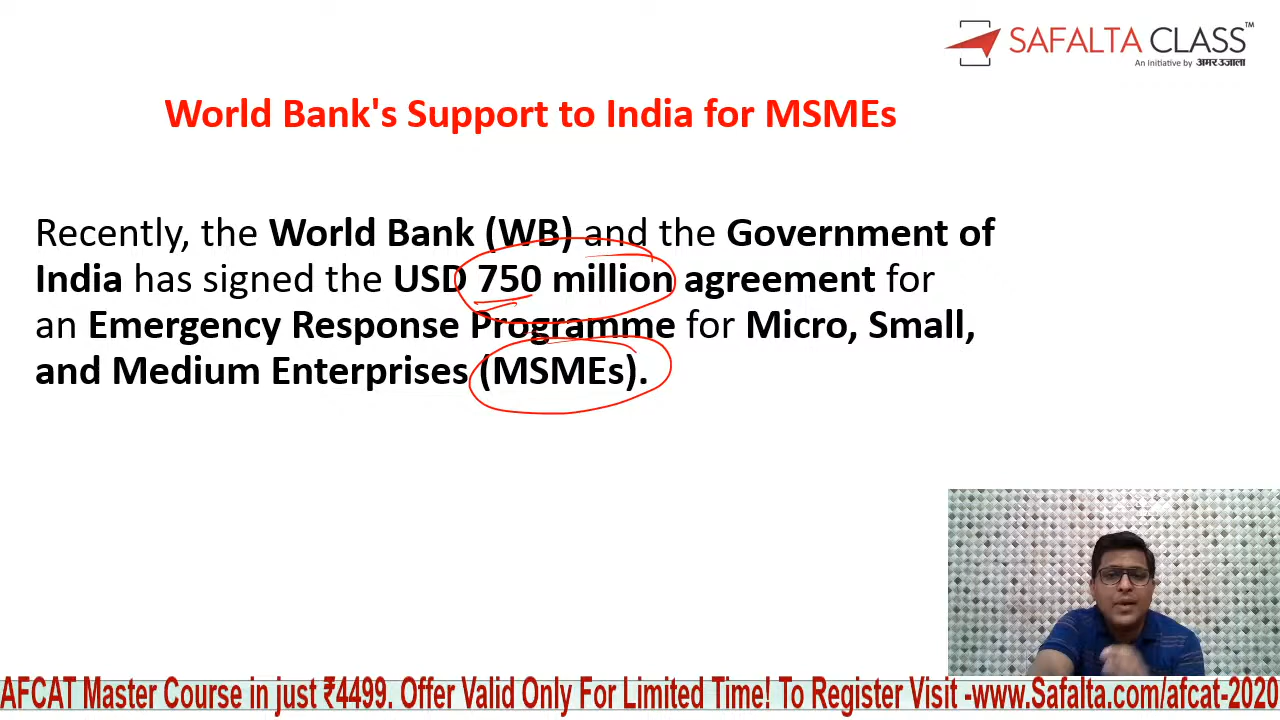 SAFALTA CLASS™
An Initiative by अमर उजाला
World Bank's Support to India for MSMEs
Recently, the World Bank (WB) and the Government of
India has signed the USD 750 million agreement for
an Emergency Response Programme for Micro, Small,
and Medium Enterprises (MSMEs).
AFCAT Master Course in just ₹4499. Offer Valid Only For Limited Time! To Register Visit -www.Safalta.com/afcat-2020